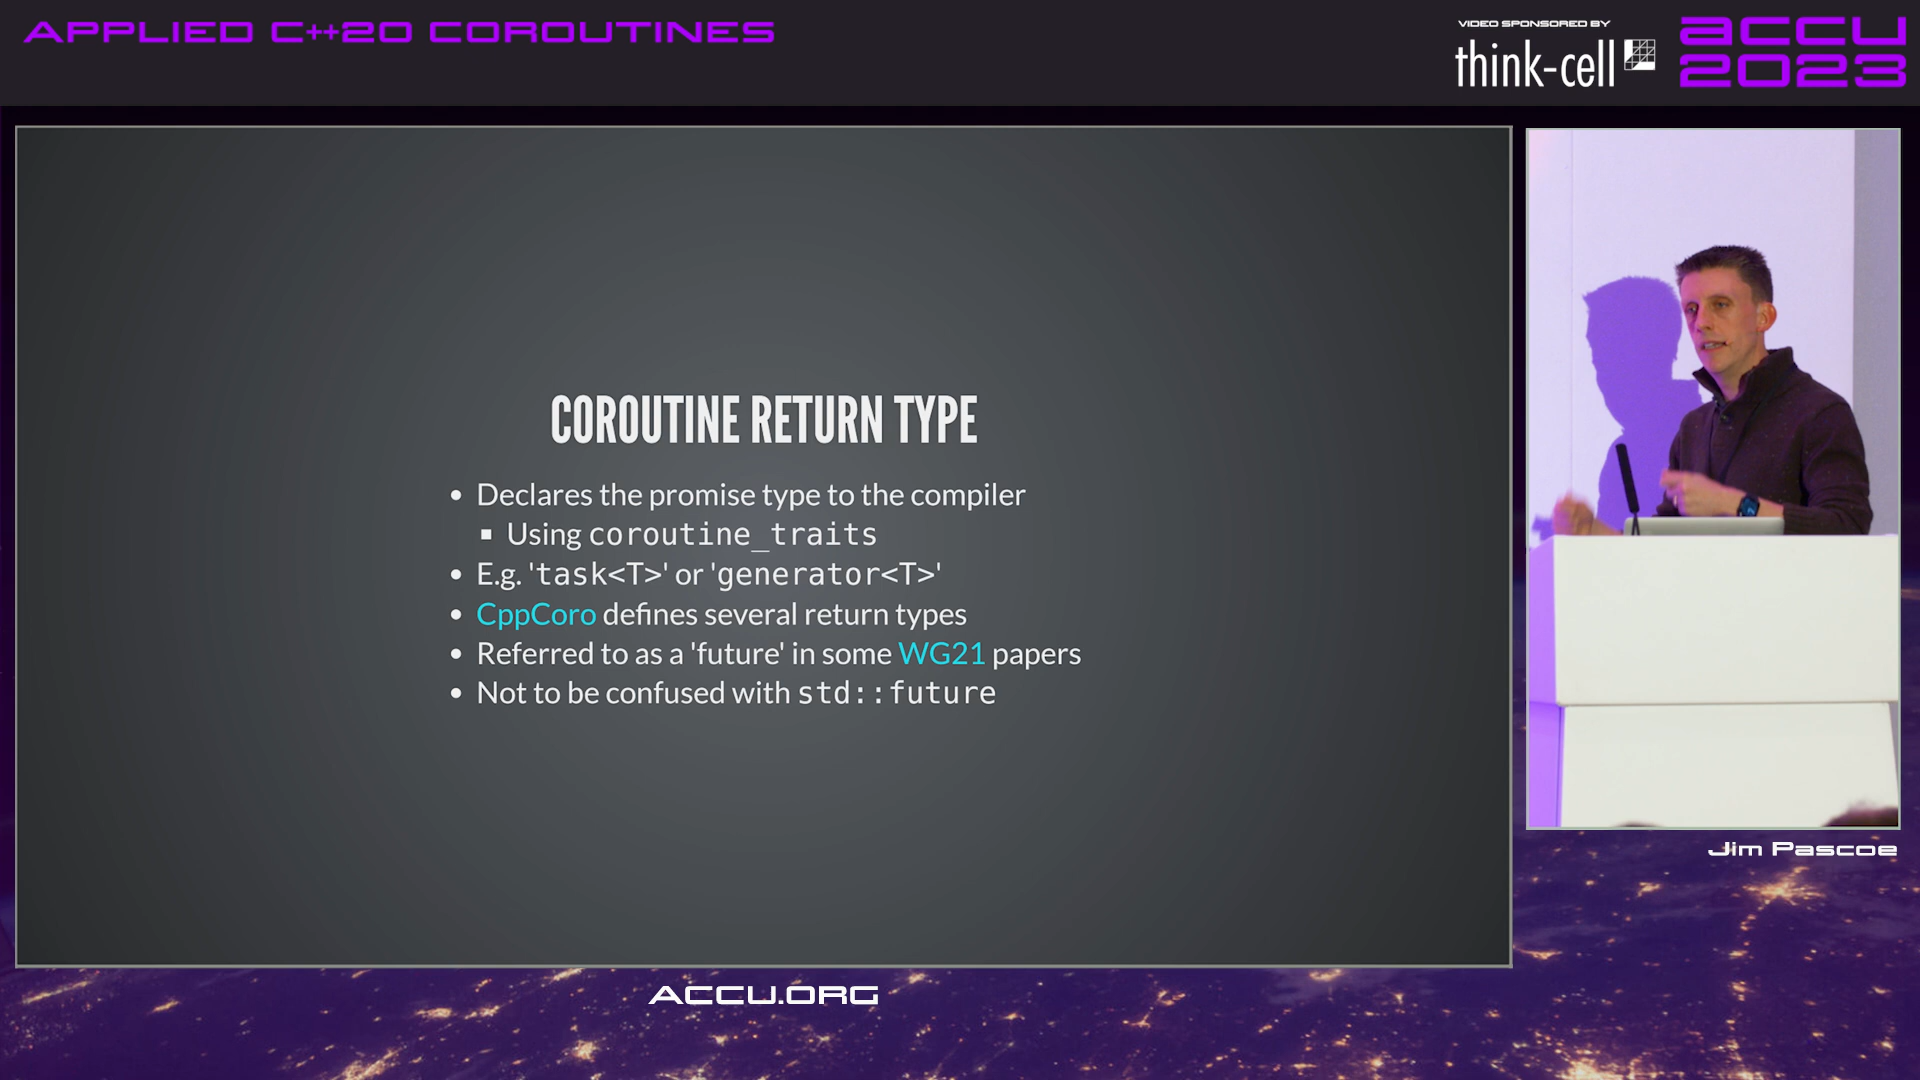 APPLIED C++20 COROUTINES
VIDEO SPONSORED BY
think-cell
accu
2023
COROUTINE RETURN TYPE
Declares the promise type to the compiler
Using coroutine_traits
E.g. 'task<T>' or 'generator<T>'
CppCoro defines several return types
Referred to as a 'future' in some WG21 papers
Not to be confused with std::future
Jim Pascoe
ACCU.ORG